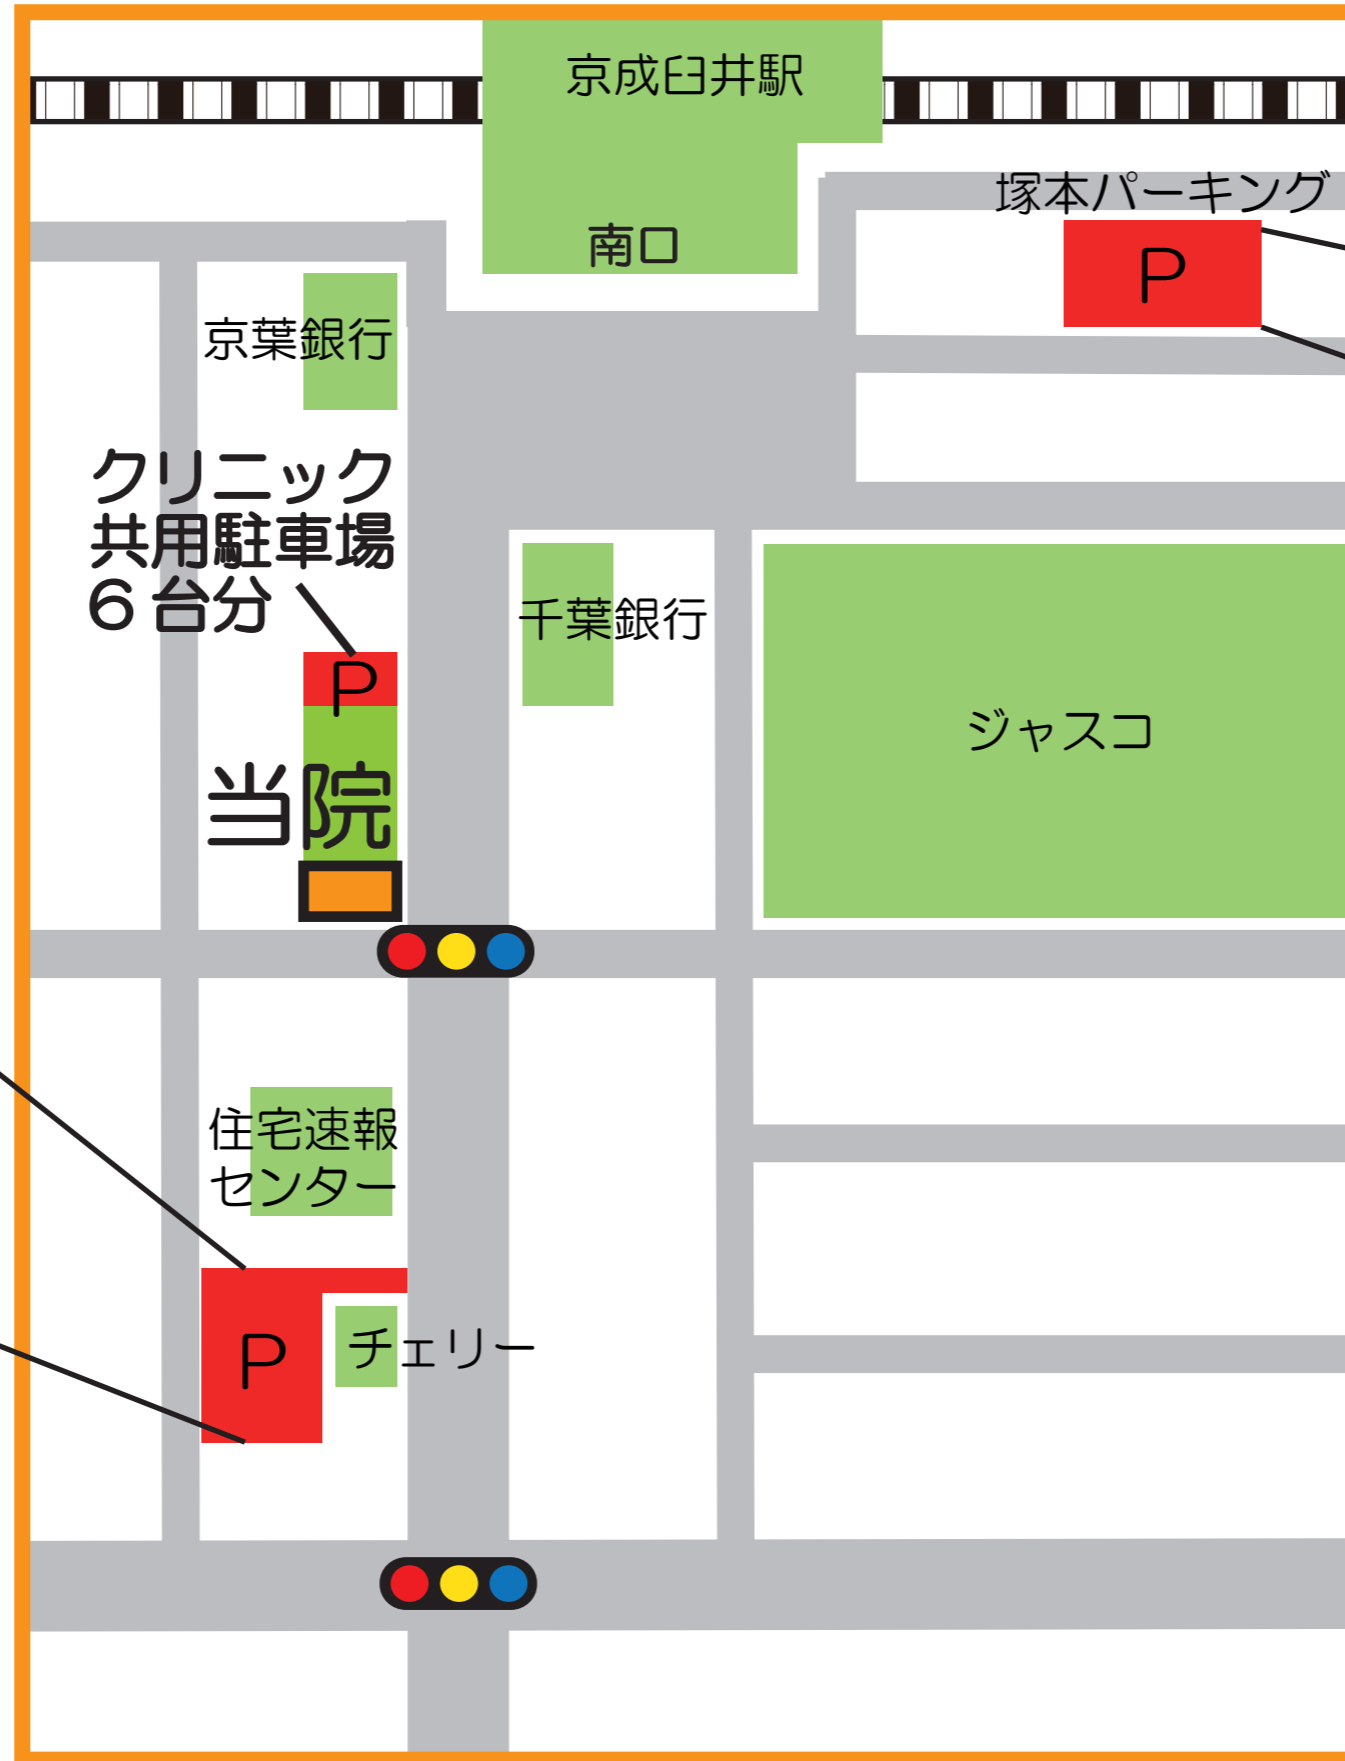 京成臼井駅
塚本パーキング
南口
P
京葉銀行
クリニック
共用駐車場
6台分
千葉銀行
P
ジャスコ
当院
住宅速報
センター
P
チェリー